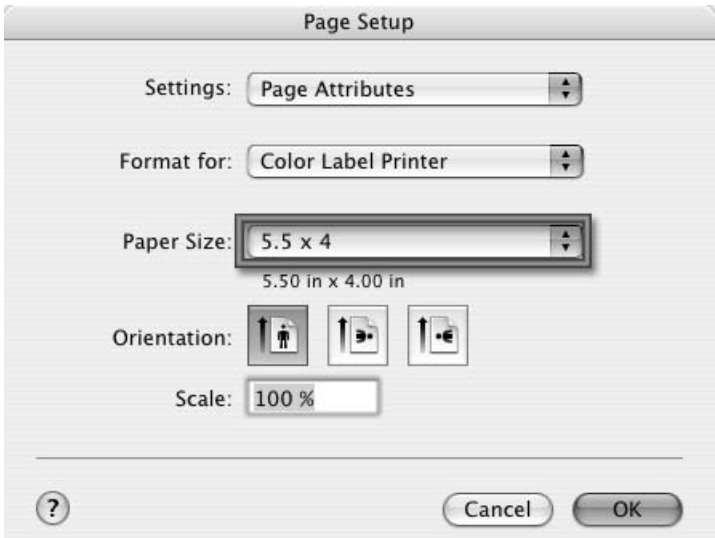 Page Setup
Settings: Page Attributes
Format for: Color Label Printer
Paper Size: 5.5 x 4
5.50 in x 4.00 in
Orientation:
Scale: 100 %
? Cancel OK